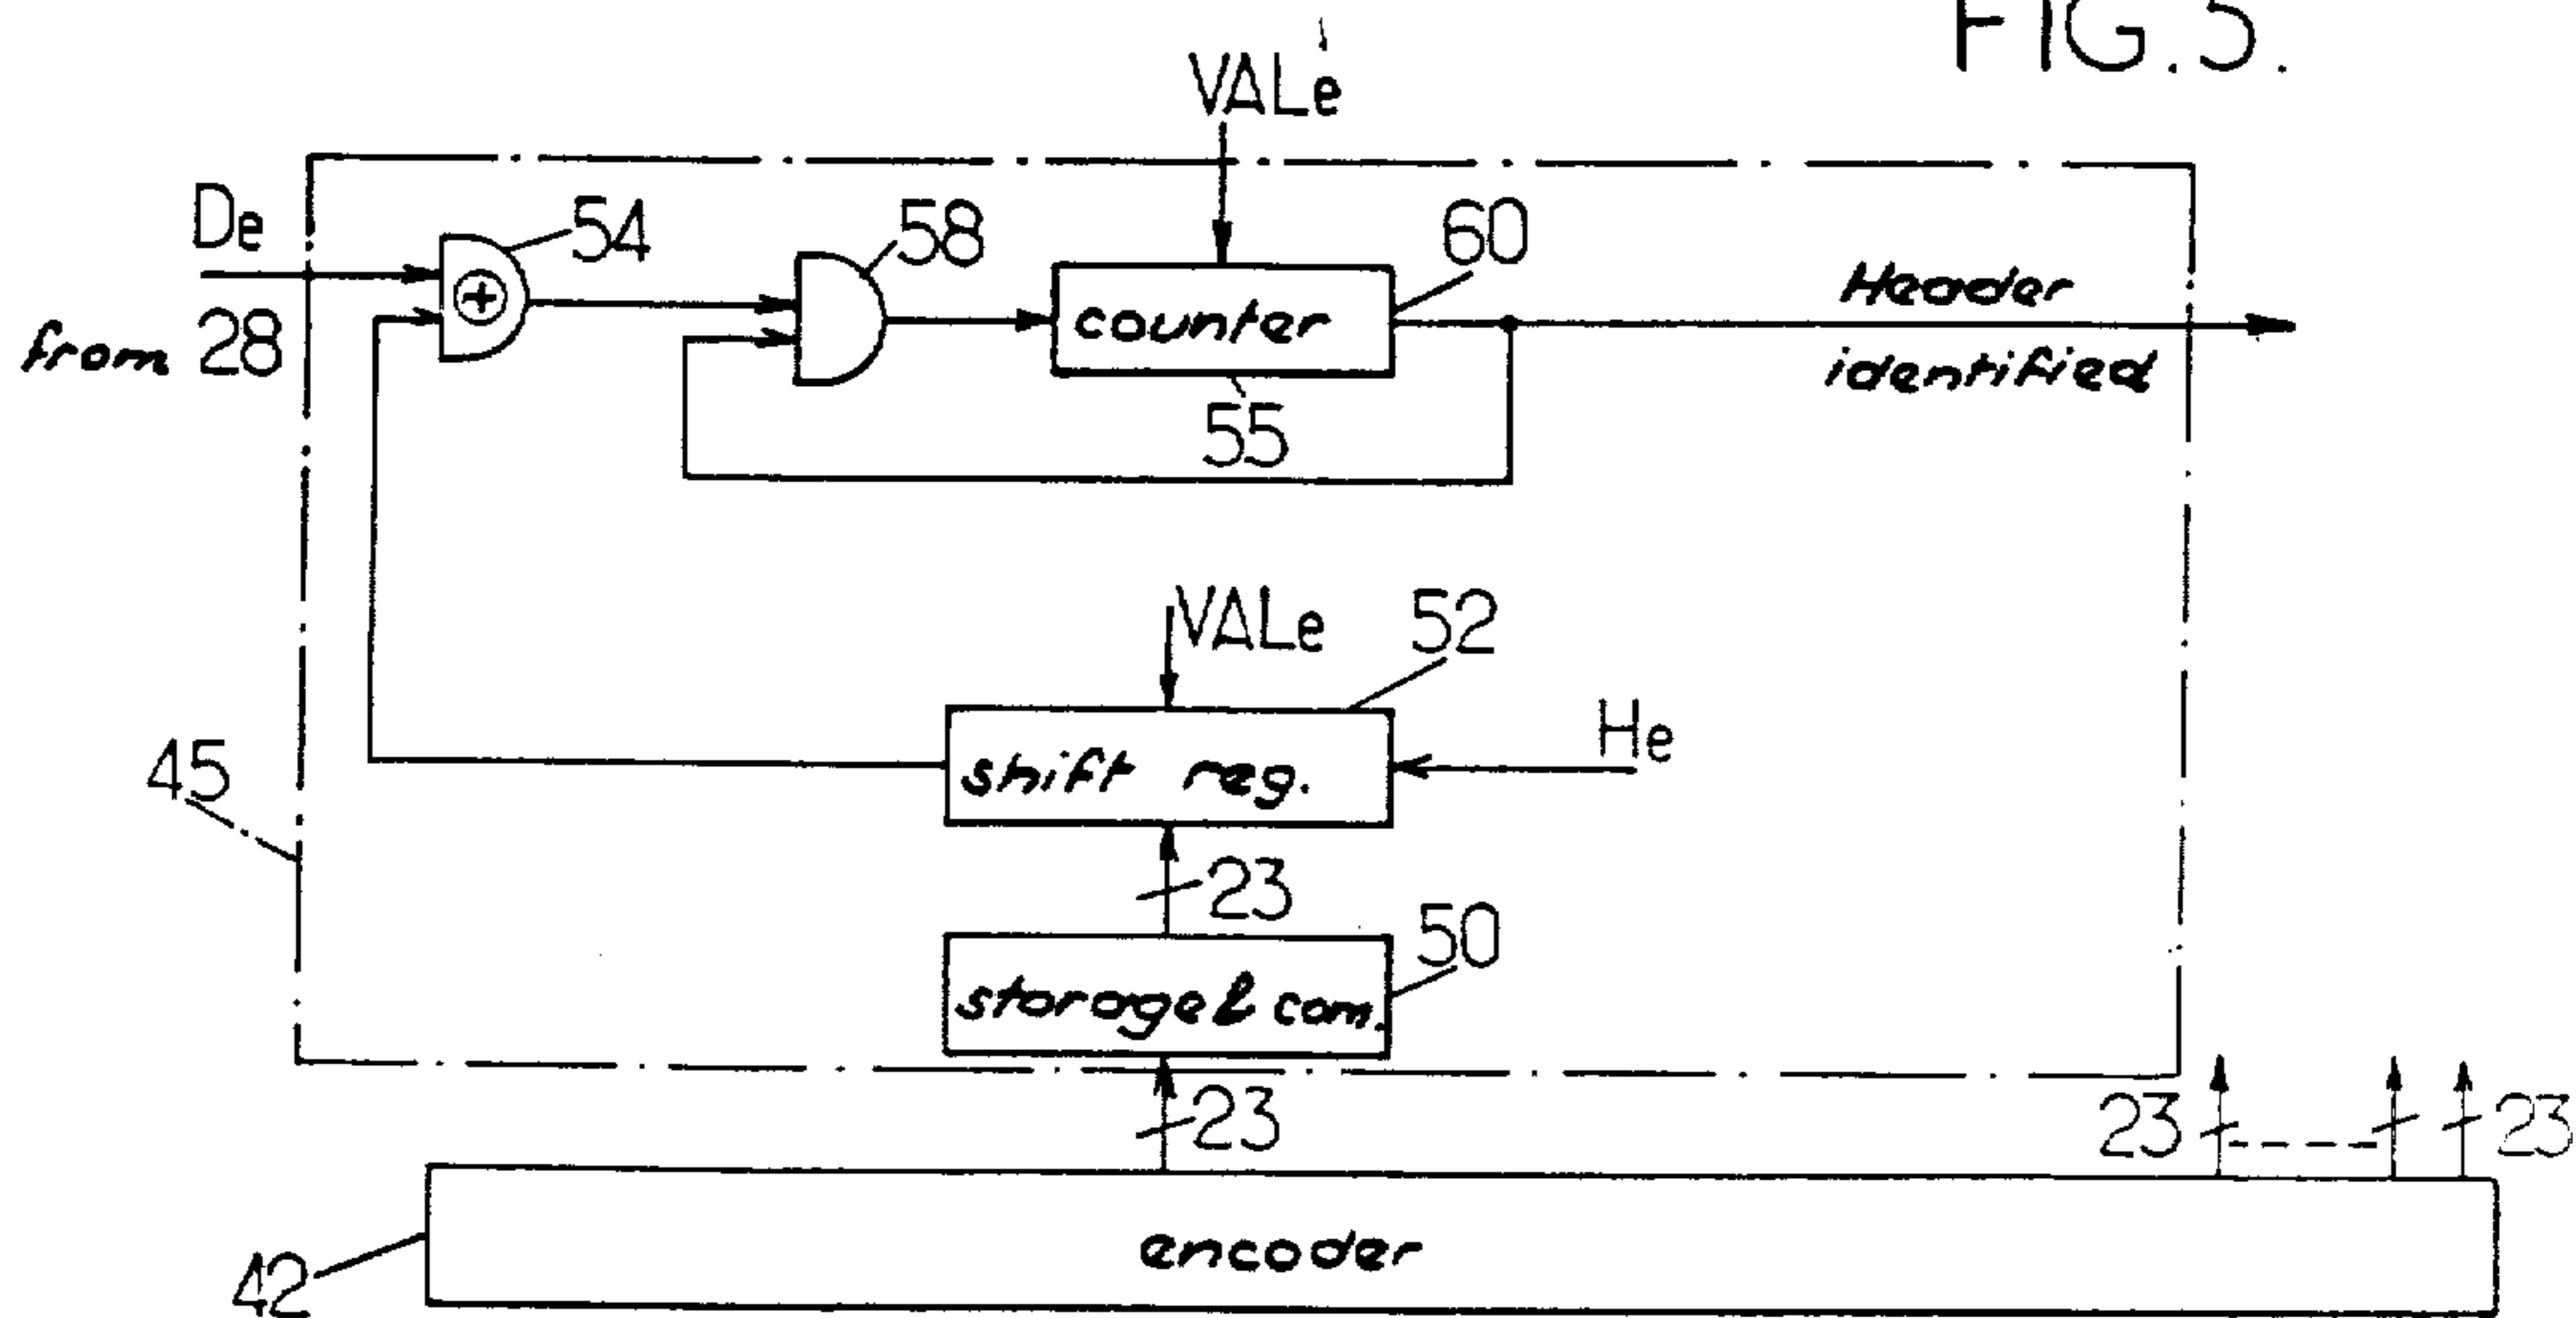 FIG.5.
VALe
De
54
58
60
from 28
counter
Header
identified
55
VALe
52
He
45
shift reg.
23
50
storage & com.
23
23
23
encoder
42